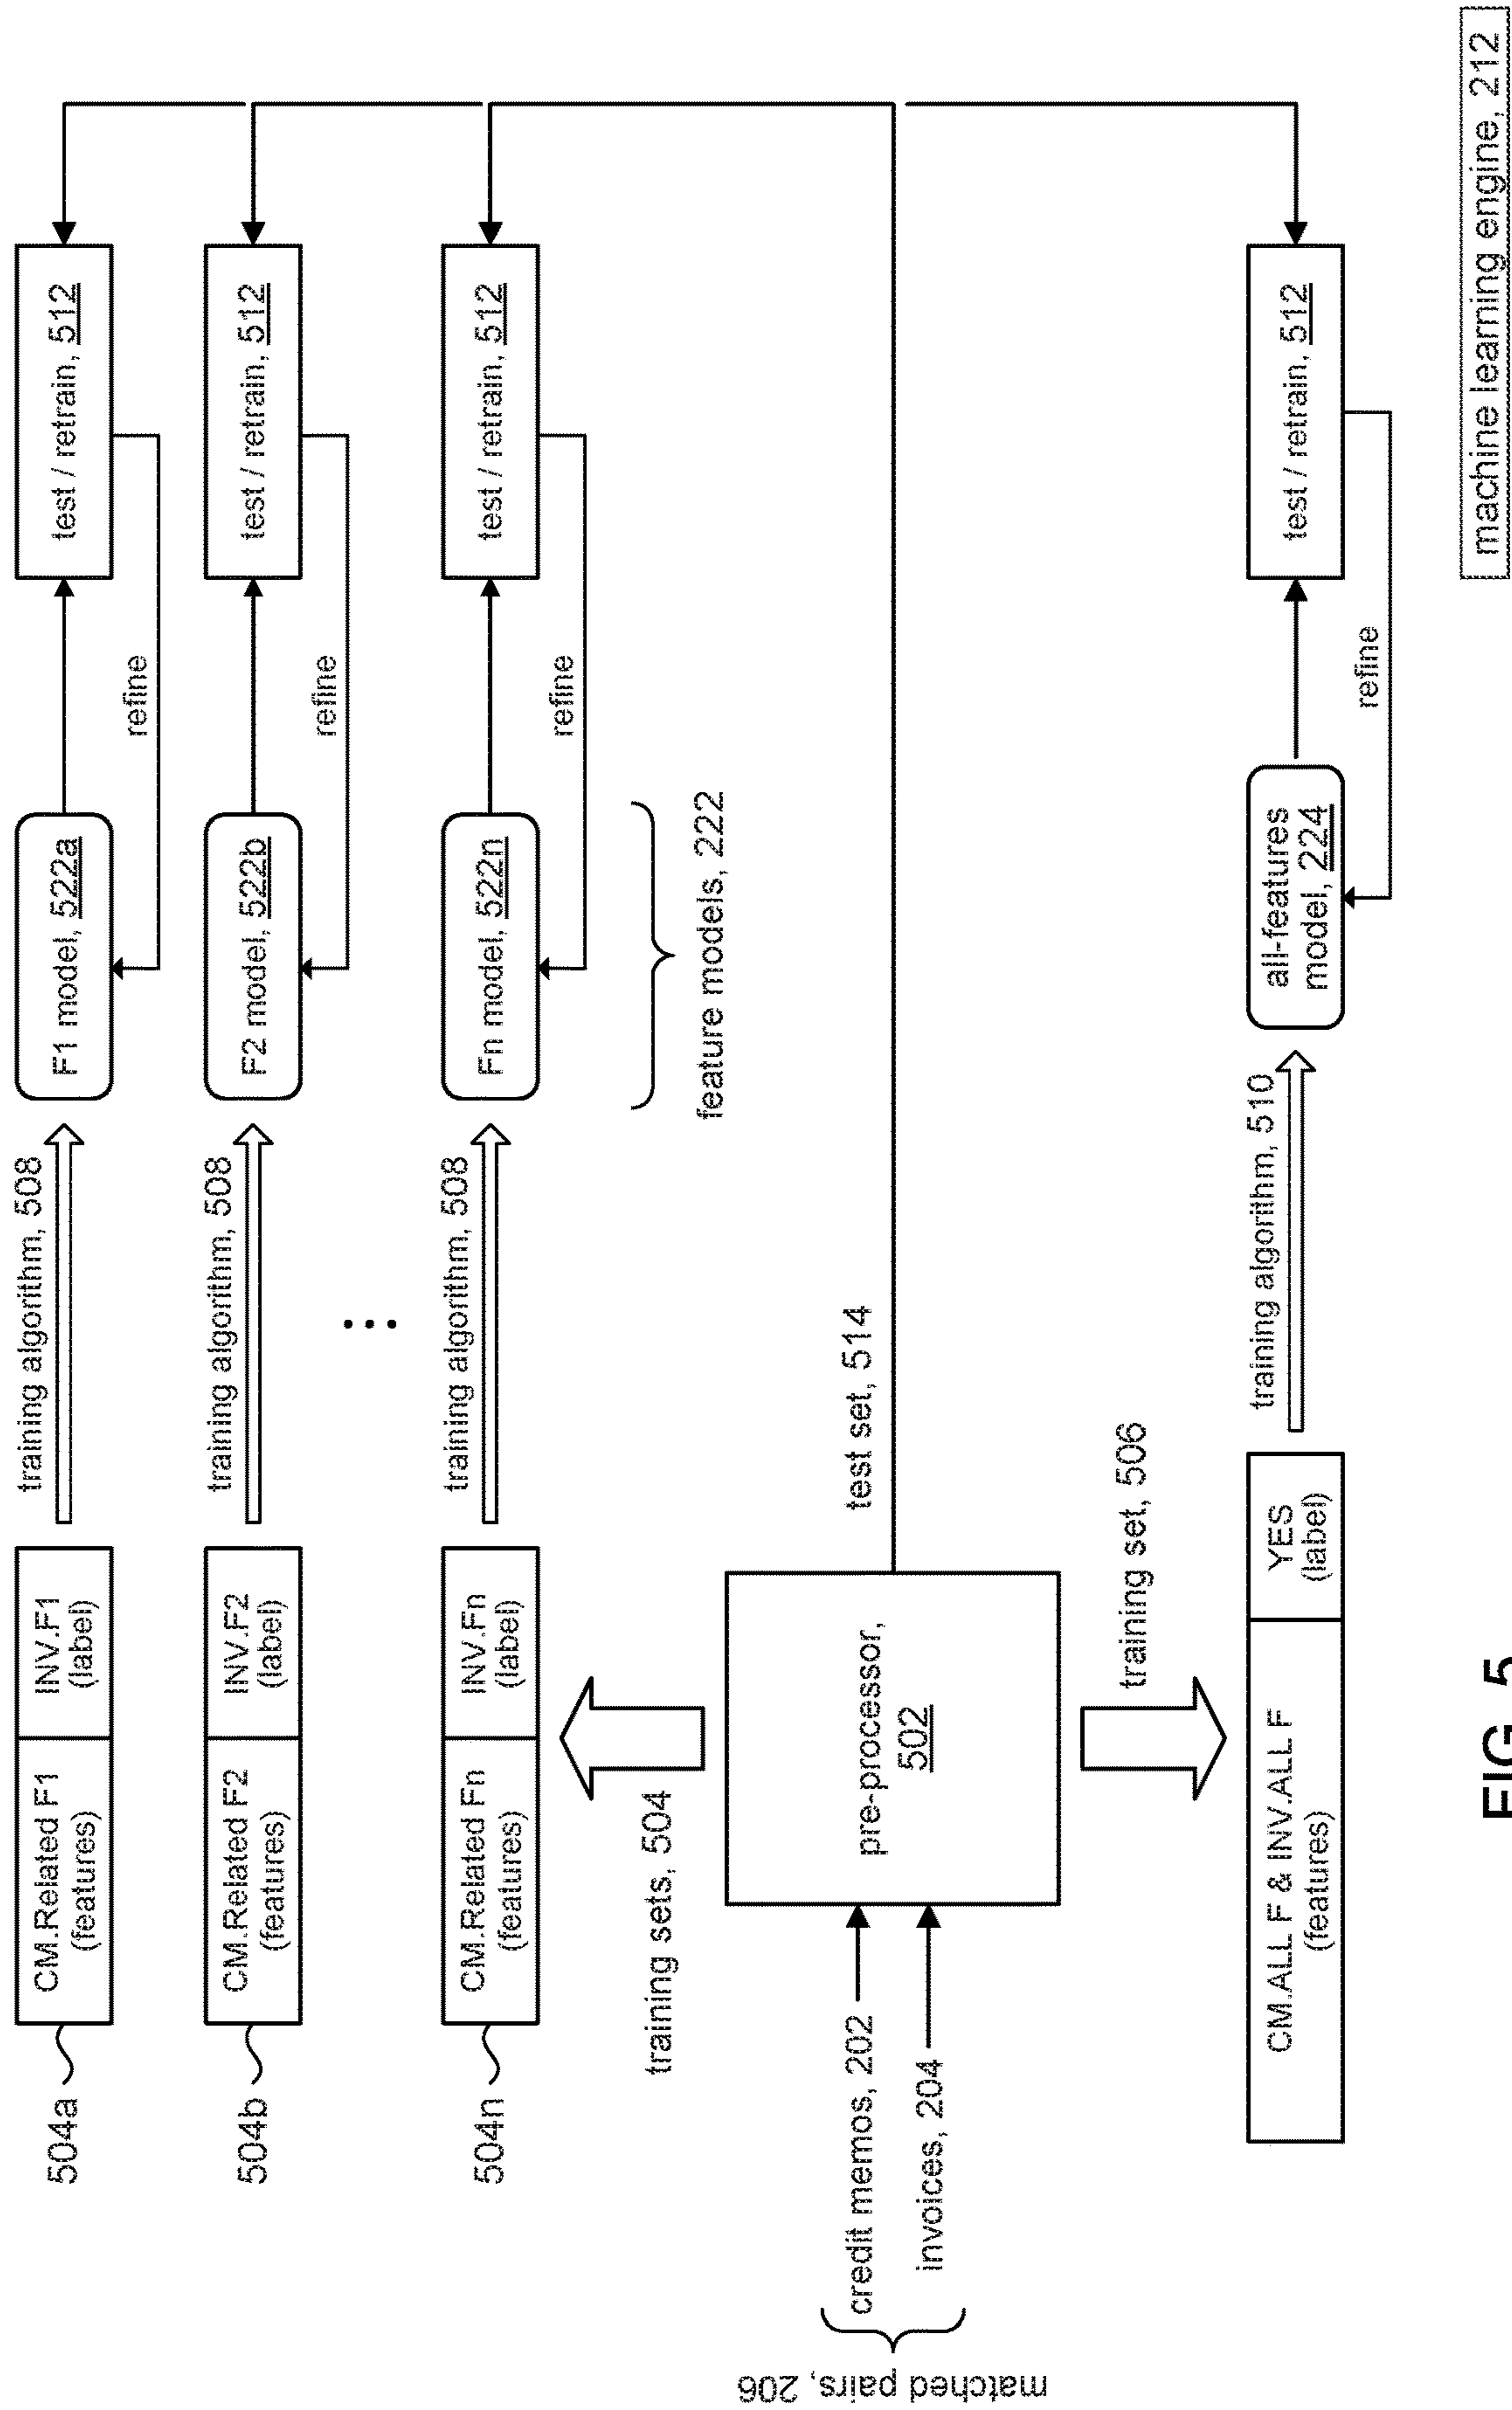 504a
CM.Related F1
(features)
INV.F1
(label)
training algorithm, 508
F1 model, 522a
refine
test / retrain, 512
504b
CM.Related F2
(features)
INV.F2
(label)
training algorithm, 508
F2 model, 522b
refine
test / retrain, 512
...
504n
CM.Related Fn
(features)
INV.Fn
(label)
training algorithm, 508
Fn model, 522n
refine
test / retrain, 512
feature models, 222
training sets, 504
matched pairs, 206
credit memos, 202
invoices, 204
pre-processor,
502
test set, 514
training set, 506
CM.ALL F & INV.ALL F
(features)
YES
(label)
training algorithm, 510
all-features
model, 224
refine
test / retrain, 512
machine learning engine, 212
FIG. 5